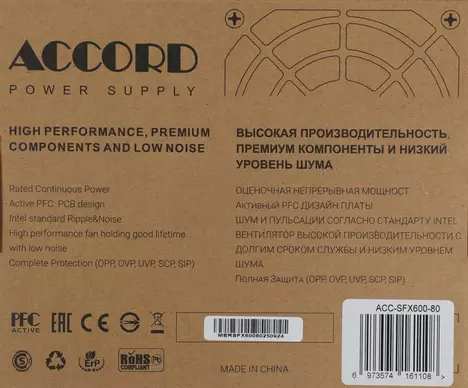 ACCORD
POWER SUPPLY
HIGH PERFORMANCE, PREMIUM
COMPONENTS AND LOW NOISE
Rated Continuous Power
Active PFC ,PCB design
Intel standard Ripple&Noise
High performance fan holding good lifetime
with low noise
Complete Protection (OPP, OVP, UVP, SCP, SIP)
ВЫСОКАЯ ПРОИЗВОДИТЕЛЬНОСТЬ,
ПРЕМИУМ КОМПОНЕНТЫ И НИЗКИЙ
УРОВЕНЬ ШУМА
ОЦЕНОЧНАЯ НЕПРЕРЫВНАЯ МОЩНОСТ
Активный PFC ДИЗАЙН ПЛАТЫ
ШУМ И ПУЛЬСАЦИИ СОГЛАСНО СТАНДАРТУ INTEL
ВЕНТИЛЯТОР ВЫСОКОЙ ПРОИЗВОДИТЕЛЬНОСТИ С
ДОЛГИМ СРОКОМ СЛУЖБЫ И НИЗКИМ УРОВНЕМ
ШУМА
Полная Защита (OPP, OVP, UVP, SCP, SIP)
PFC
ACTIVE
EAC
CE
ErP
RoHS
COMPLIANT
Pb
MERSFX60080250924
MADE IN CHINA
ACC-SFX600-80
6 973574 161108 >